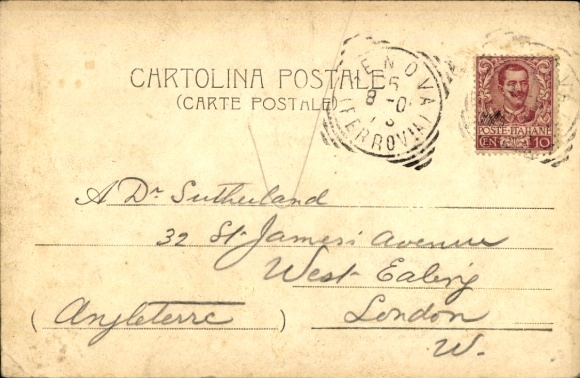 CARTOLINA POSTALE
(CARTE POSTALE)
GENOVA
(FERROVIA)
POSTE ITALIANE
CENT. 10
A Dr. Sutherland
32 St. James's Avenue
West Ealing
(Angleterre) London
W.